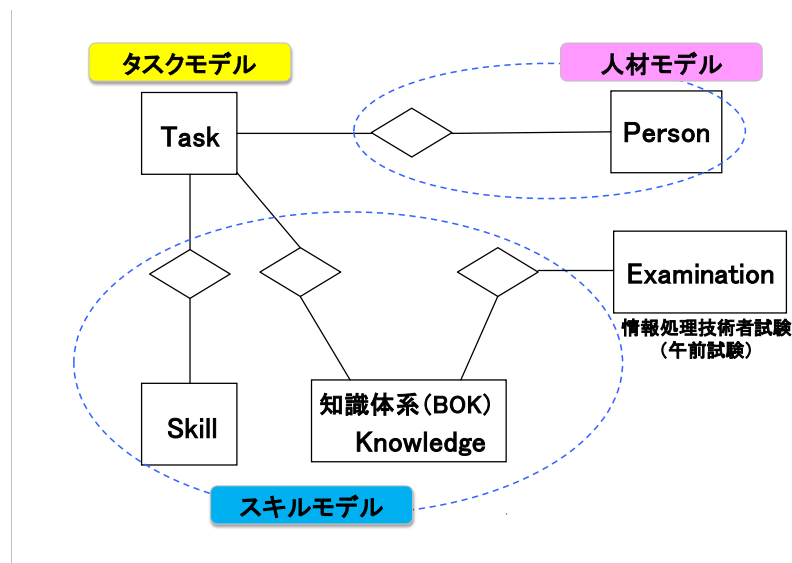 タスクモデル
人材モデル
Task
Person
Examination
情報処理技術者試験
（午前試験）
知識体系（BOK）
Knowledge
Skill
スキルモデル